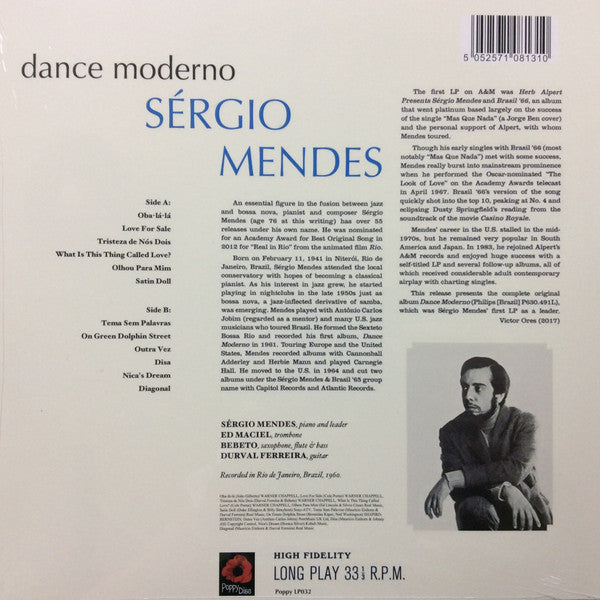 5 052571 081310
dance moderno
SÉRGIO
MENDES
Side A:
Oba-lá-lá
Love For Sale
Tristeza de Nós Dois
What Is This Thing Called Love?
Olhou Para Mim
Satin Doll
Side B:
Tema Sem Palavras
On Green Dolphin Street
Outra Vez
Disa
Nica's Dream
Diagonal
An essential figure in the fusion between jazz
and bossa nova, pianist and composer Sérgio
Mendes (age 76 at this writing) has over 35
releases under his own name. He was nominated
for an Academy Award for Best Original Song in
2012 for "Real in Rio" from the animated film Rio.
Born on February 11, 1941 in Niterói, Rio de
Janeiro, Brazil, Sérgio Mendes attended the local
conservatory with hopes of becoming a classical
pianist. As his interest in jazz grew, he started
playing in nightclubs in the late 1950s just as
bossa nova, a jazz-inflected derivative of samba,
was emerging. Mendes played with Antônio Carlos
Jobim (regarded as a mentor) and many U.S. jazz
musicians who toured Brazil. He formed the Sexteto
Bossa Rio and recorded his first album, Dance
Moderno in 1961. Touring Europe and the United
States, Mendes recorded albums with Cannonball
Adderley and Herbie Mann and played Carnegie
Hall. He moved to the U.S. in 1964 and cut two
albums under the Sérgio Mendes & Brasil '65 group
name with Capitol Records and Atlantic Records.
The first LP on A&M was Herb Alpert
Presents Sérgio Mendes and Brasil '66, an album
that went platinum based largely on the success
of the single "Mas Que Nada" (a Jorge Ben cover)
and the personal support of Alpert, with whom
Mendes toured.
Though his early singles with Brasil '66 (most
notably "Mas Que Nada") met with some success,
Mendes really burst into mainstream prominence
when he performed the Oscar-nominated "The
Look of Love" on the Academy Awards telecast
in April 1967. Brasil '66's version of the song
quickly shot into the top 10, peaking at No. 4 and
eclipsing Dusty Springfield's reading from the
soundtrack of the movie Casino Royale.
Mendes' career in the U.S. stalled in the mid-
1970s, but he remained very popular in South
America and Japan. In 1983, he rejoined Alpert's
A&M records and enjoyed huge success with a
self-titled LP and several follow-up albums, all of
which received considerable adult contemporary
airplay with charting singles.
This release presents the complete original
album Dance Moderno (Philips [Brazil] P630.491L),
which was Sérgio Mendes' first LP as a leader.
Victor Ores (2017)
SÉRGIO MENDES, piano and leader
ED MACIEL, trombone
BEBETO, saxophone, flute & bass
DURVAL FERREIRA, guitar
Recorded in Rio de Janeiro, Brazil, 1960.
Poppy Disc
HIGH FIDELITY
LONG PLAY 33 1/3 R.P.M.
Poppy LP032